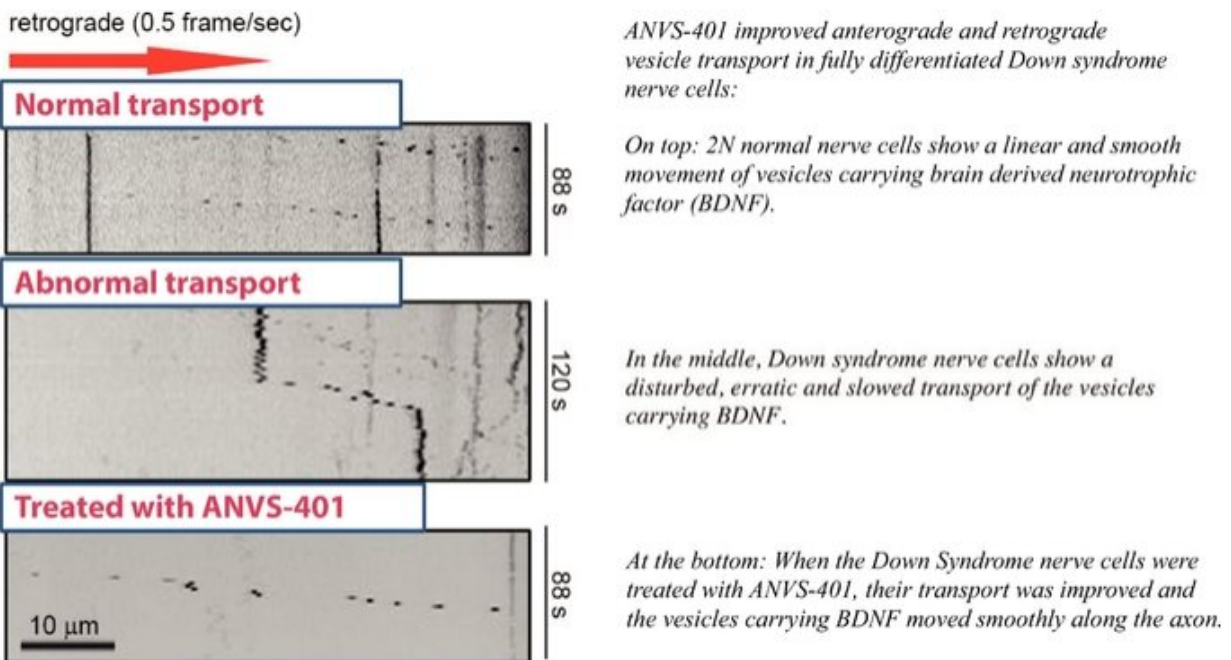 retrograde (0.5 frame/sec)
Normal transport
88 s
Abnormal transport
120 s
Treated with ANVS-401
88 s
10 μm
ANVS-401 improved anterograde and retrograde
vesicle transport in fully differentiated Down syndrome
nerve cells:
On top: 2N normal nerve cells show a linear and smooth
movement of vesicles carrying brain derived neurotrophic
factor (BDNF).
In the middle, Down syndrome nerve cells show a
disturbed, erratic and slowed transport of the vesicles
carrying BDNF.
At the bottom: When the Down Syndrome nerve cells were
treated with ANVS-401, their transport was improved and
the vesicles carrying BDNF moved smoothly along the axon.